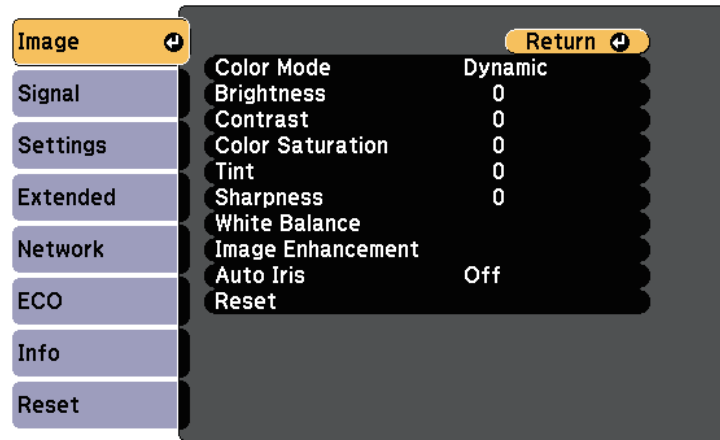 Image
Signal
Settings
Extended
Network
ECO
Info
Reset
Return
Color Mode Dynamic
Brightness 0
Contrast 0
Color Saturation 0
Tint 0
Sharpness 0
White Balance
Image Enhancement
Auto Iris Off
Reset